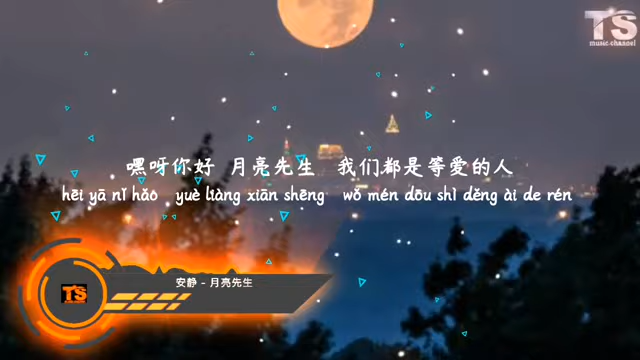 TS
music channel
嘿呀你好 月亮先生 我们都是等爱的人
hēi yā nǐ hǎo yuè liàng xiān shēng wǒ mén dōu shì děng ài de rén
安静 - 月亮先生
TS